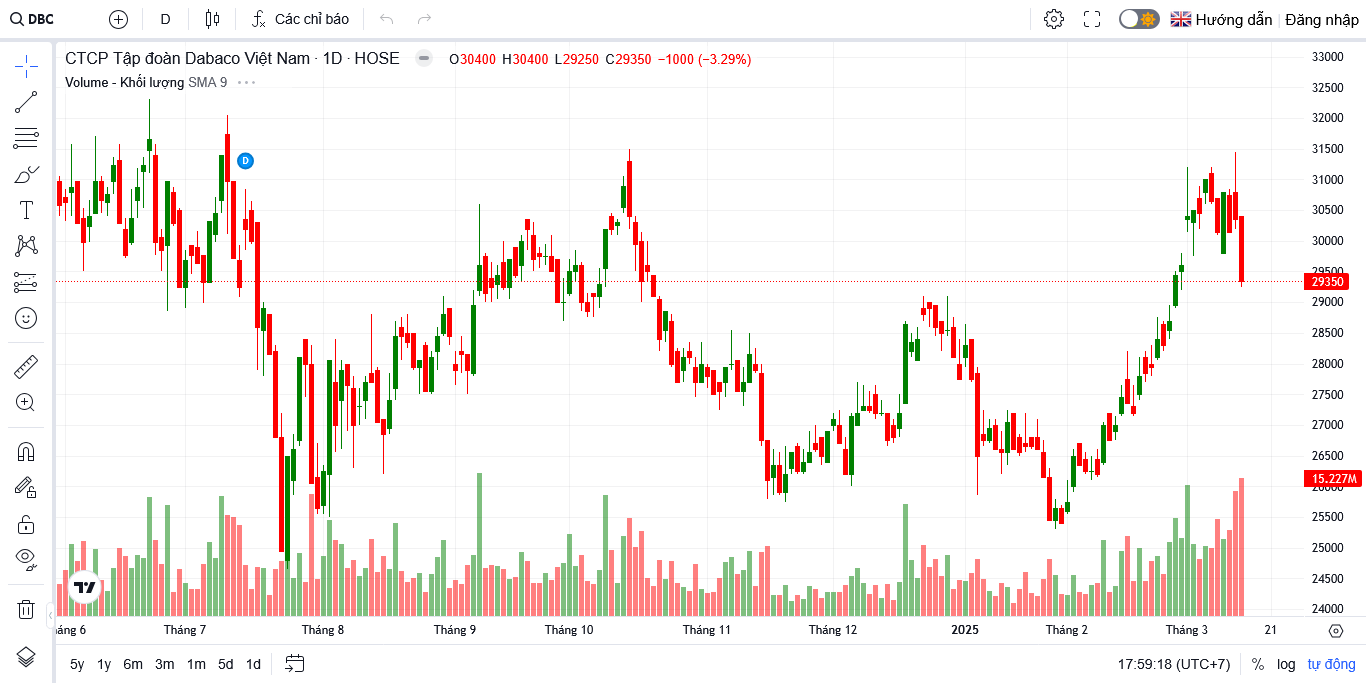 DBC D Các chỉ báo Hướng dẫn Đăng nhập
CTCP Tập đoàn Dabaco Việt Nam · 1D · HOSE O30400 H30400 L29250 C29350 −1000 (−3.29%)
Volume - Khối lượng SMA 9
D
33000
32500
32000
31500
31000
30500
30000
29500
29350
29000
28500
28000
27500
27000
26500
15.227M
26000
25500
25000
24500
24000
áng 6 Tháng 7 Tháng 8 Tháng 9 Tháng 10 Tháng 11 Tháng 12 2025 Tháng 2 Tháng 3 21
5y 1y 6m 3m 1m 5d 1d 17:59:18 (UTC+7) % log tự động